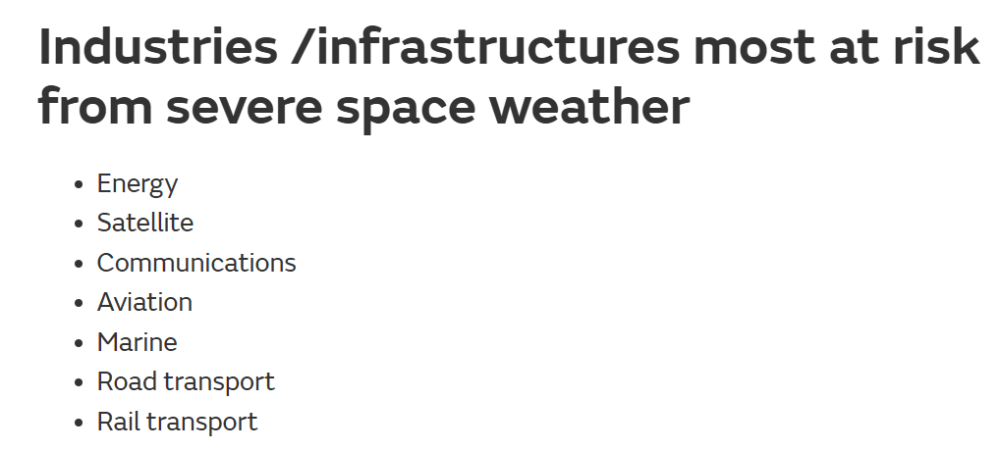 Industries /infrastructures most at risk
from severe space weather
• Energy
• Satellite
• Communications
• Aviation
• Marine
• Road transport
• Rail transport